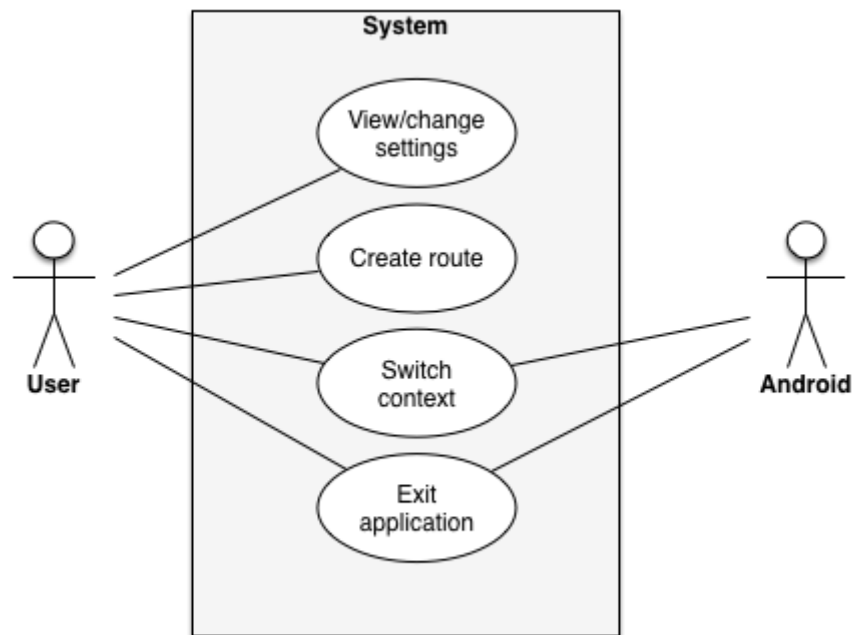 System
View/change
settings
Create route
Switch
context
User
Android
Exit
application